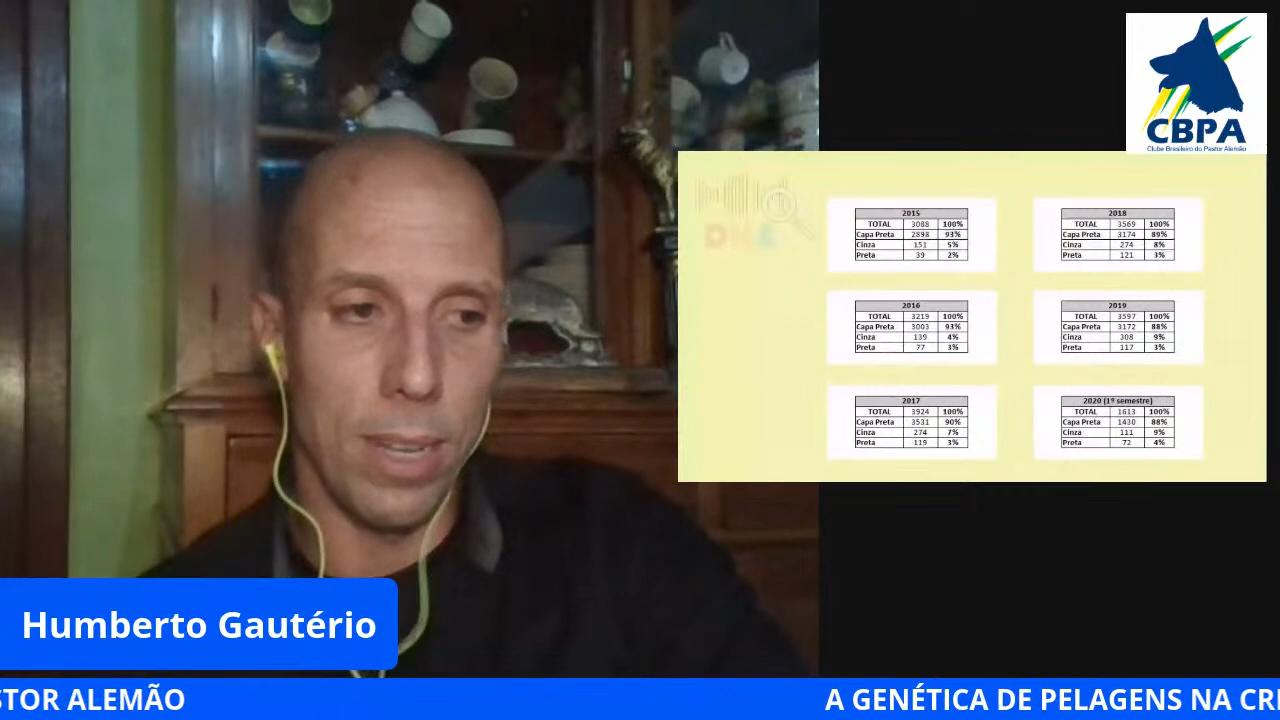 CBPA
Clube Brasileiro do Pastor Alemão
DNA
2015
TOTAL 3088 100%
Capa Preta 2898 93%
Cinza 151 5%
Preta 39 2%
2016
TOTAL 3219 100%
Capa Preta 3003 93%
Cinza 139 4%
Preta 77 3%
2017
TOTAL 3924 100%
Capa Preta 3531 90%
Cinza 274 7%
Preta 119 3%
2018
TOTAL 3569 100%
Capa Preta 3174 89%
Cinza 274 8%
Preta 121 3%
2019
TOTAL 3597 100%
Capa Preta 3172 88%
Cinza 308 9%
Preta 117 3%
2020 (1º semestre)
TOTAL 1613 100%
Capa Preta 1430 88%
Cinza 111 9%
Preta 72 4%
Humberto Gautério
STOR ALEMÃO A GENÉTICA DE PELAGENS NA CRI